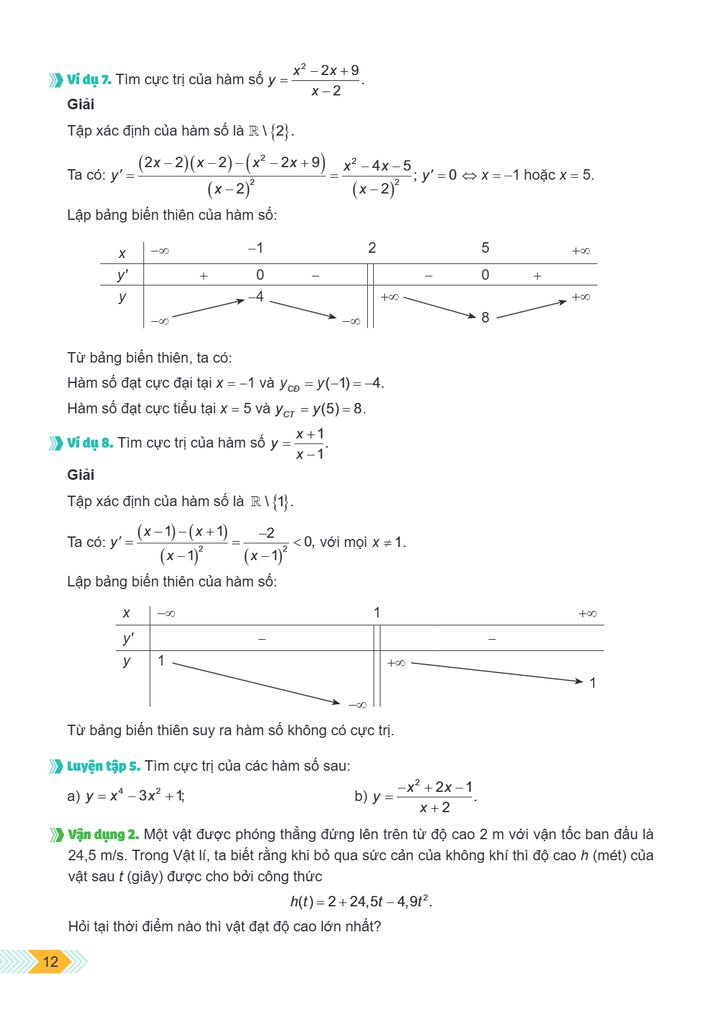 Ví dụ 7. Tìm cực trị của hàm số y = (x² − 2x + 9)/(x − 2).
Giải
Tập xác định của hàm số là ℝ \ {2}.
Ta có: y′ = ((2x − 2)(x − 2) − (x² − 2x + 9))/(x − 2)² = (x² − 4x − 5)/(x − 2)²; y′ = 0 ⇔ x = −1 hoặc x = 5.
Lập bảng biến thiên của hàm số:
x −∞ −1 2 5 +∞
y′ + 0 − − 0 +
y −4 +∞ +∞
−∞ −∞ 8
Từ bảng biến thiên, ta có:
Hàm số đạt cực đại tại x = −1 và y_CĐ = y(−1) = −4.
Hàm số đạt cực tiểu tại x = 5 và y_CT = y(5) = 8.
Ví dụ 8. Tìm cực trị của hàm số y = (x + 1)/(x − 1).
Giải
Tập xác định của hàm số là ℝ \ {1}.
Ta có: y′ = ((x − 1) − (x + 1))/(x − 1)² = −2/(x − 1)² < 0, với mọi x ≠ 1.
Lập bảng biến thiên của hàm số:
x −∞ 1 +∞
y′ − −
y 1 +∞
1
−∞
Từ bảng biến thiên suy ra hàm số không có cực trị.
Luyện tập 5. Tìm cực trị của các hàm số sau:
a) y = x⁴ − 3x² + 1; b) y = (−x² + 2x − 1)/(x + 2).
Vận dụng 2. Một vật được phóng thẳng đứng lên trên từ độ cao 2 m với vận tốc ban đầu là
24,5 m/s. Trong Vật lí, ta biết rằng khi bỏ qua sức cản của không khí thì độ cao h (mét) của
vật sau t (giây) được cho bởi công thức
h(t) = 2 + 24,5t − 4,9t².
Hỏi tại thời điểm nào thì vật đạt độ cao lớn nhất?
12